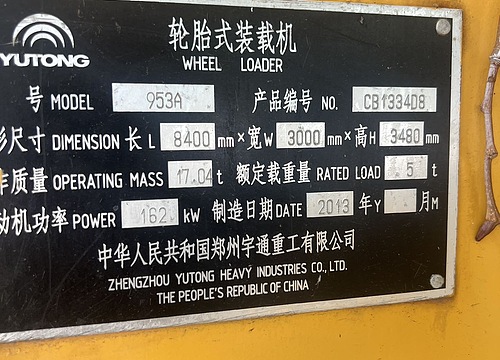 YUTONG
轮胎式装载机
WHEEL LOADER
号 MODEL 953A 产品编号 NO. CB1334D8
尺寸 DIMENSION 长 L 8400 mm × 宽 W 3000 mm × 高 H 3480 mm
质量 OPERATING MASS 17.04 t 额定载重量 RATED LOAD 5 t
动机功率 POWER 162 kW 制造日期 DATE 2013 年 Y 月 M
中华人民共和国郑州宇通重工有限公司
ZHENGZHOU YUTONG HEAVY INDUSTRIES CO., LTD.
THE PEOPLE'S REPUBLIC OF CHINA